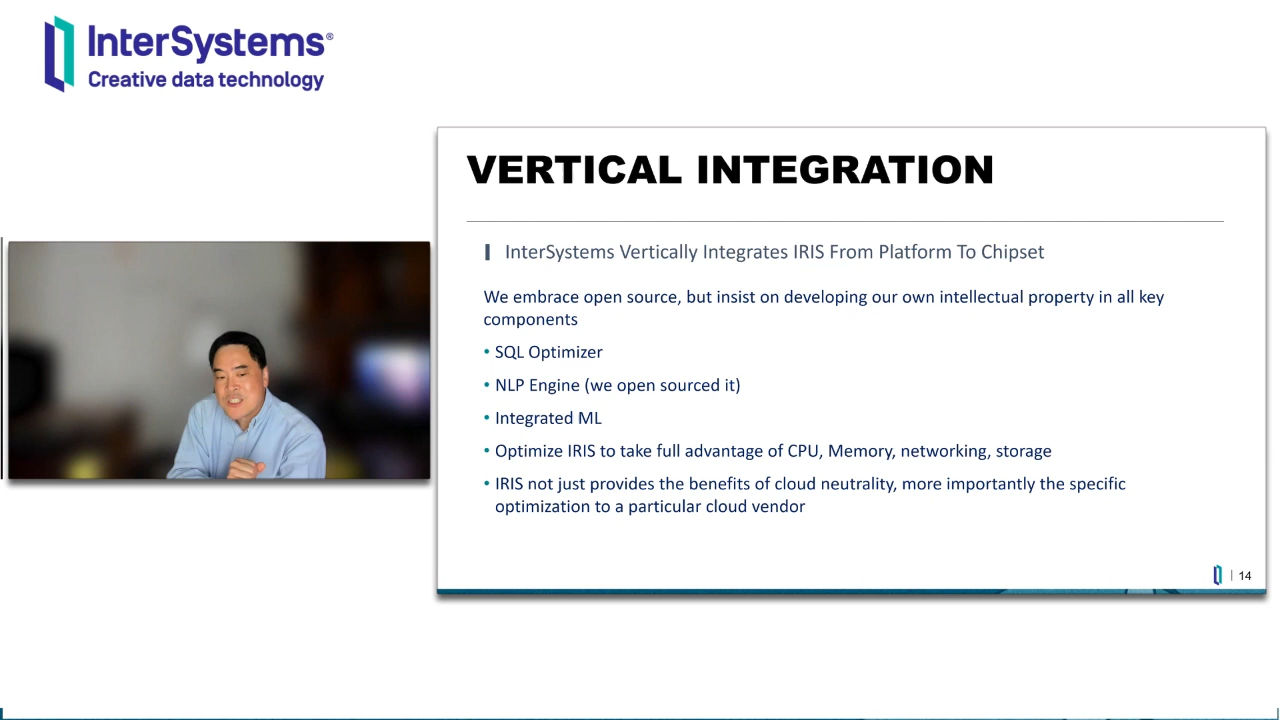 InterSystems®
Creative data technology
VERTICAL INTEGRATION
InterSystems Vertically Integrates IRIS From Platform To Chipset
We embrace open source, but insist on developing our own intellectual property in all key
components
• SQL Optimizer
• NLP Engine (we open sourced it)
• Integrated ML
• Optimize IRIS to take full advantage of CPU, Memory, networking, storage
• IRIS not just provides the benefits of cloud neutrality, more importantly the specific
optimization to a particular cloud vendor
| 14